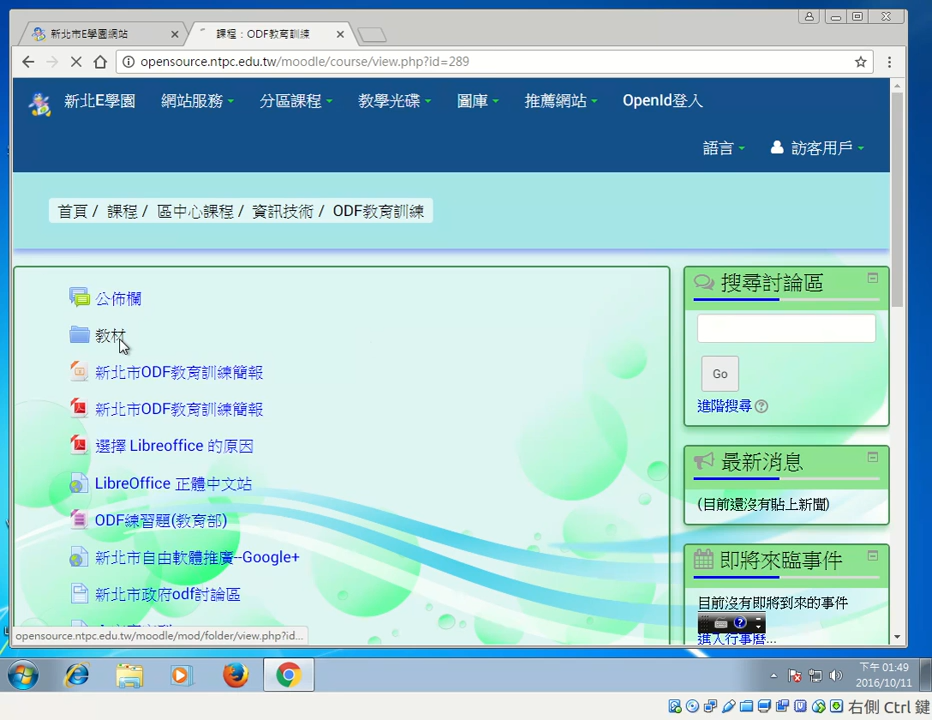 新北市E學園網站
課程：ODF教育訓練
opensource.ntpc.edu.tw/moodle/course/view.php?id=289
新北E學園 網站服務 分區課程 教學光碟 圖庫 推薦網站 OpenId登入
語言 訪客用戶
首頁 / 課程 / 區中心課程 / 資訊技術 / ODF教育訓練
公佈欄
教材
新北市ODF教育訓練簡報
新北市ODF教育訓練簡報
選擇 Libreoffice 的原因
LibreOffice 正體中文站
ODF練習題(教育部)
新北市自由軟體推廣--Google+
新北市政府odf討論區
搜尋討論區
Go
進階搜尋
最新消息
(目前還沒有貼上新聞)
即將來臨事件
目前沒有即將到來的事件
進入行事曆...
opensource.ntpc.edu.tw/moodle/mod/folder/view.php?id...
下午 01:49
2016/10/11
右側 Ctrl 鍵